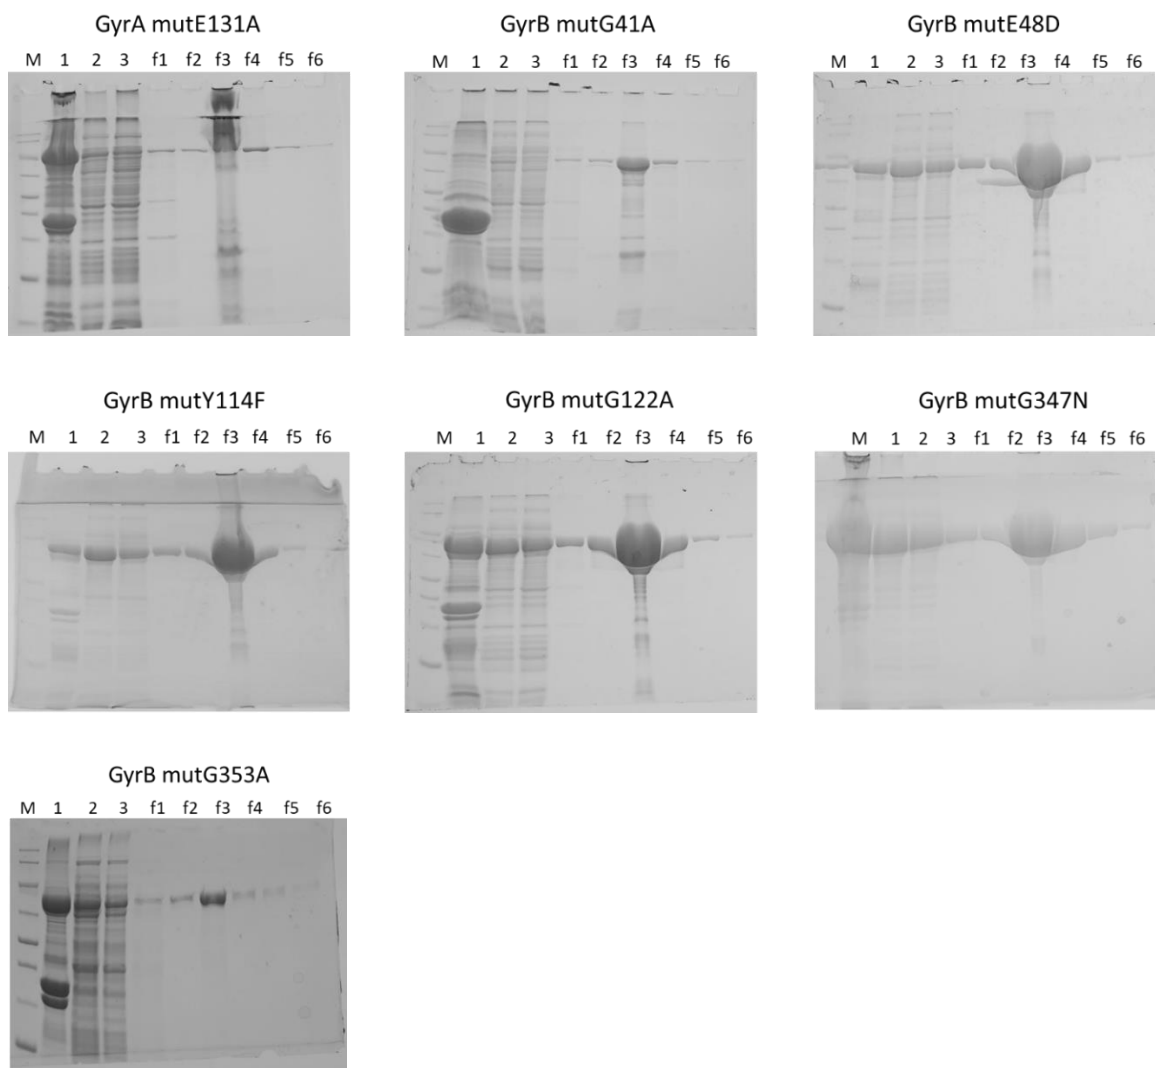 GyrA mutE131A
M 1 2 3 f1 f2 f3 f4 f5 f6
GyrB mutG41A
M 1 2 3 f1 f2 f3 f4 f5 f6
GyrB mutE48D
M 1 2 3 f1 f2 f3 f4 f5 f6
GyrB mutY114F
M 1 2 3 f1 f2 f3 f4 f5 f6
GyrB mutG122A
M 1 2 3 f1 f2 f3 f4 f5 f6
GyrB mutG347N
M 1 2 3 f1 f2 f3 f4 f5 f6
GyrB mutG353A
M 1 2 3 f1 f2 f3 f4 f5 f6